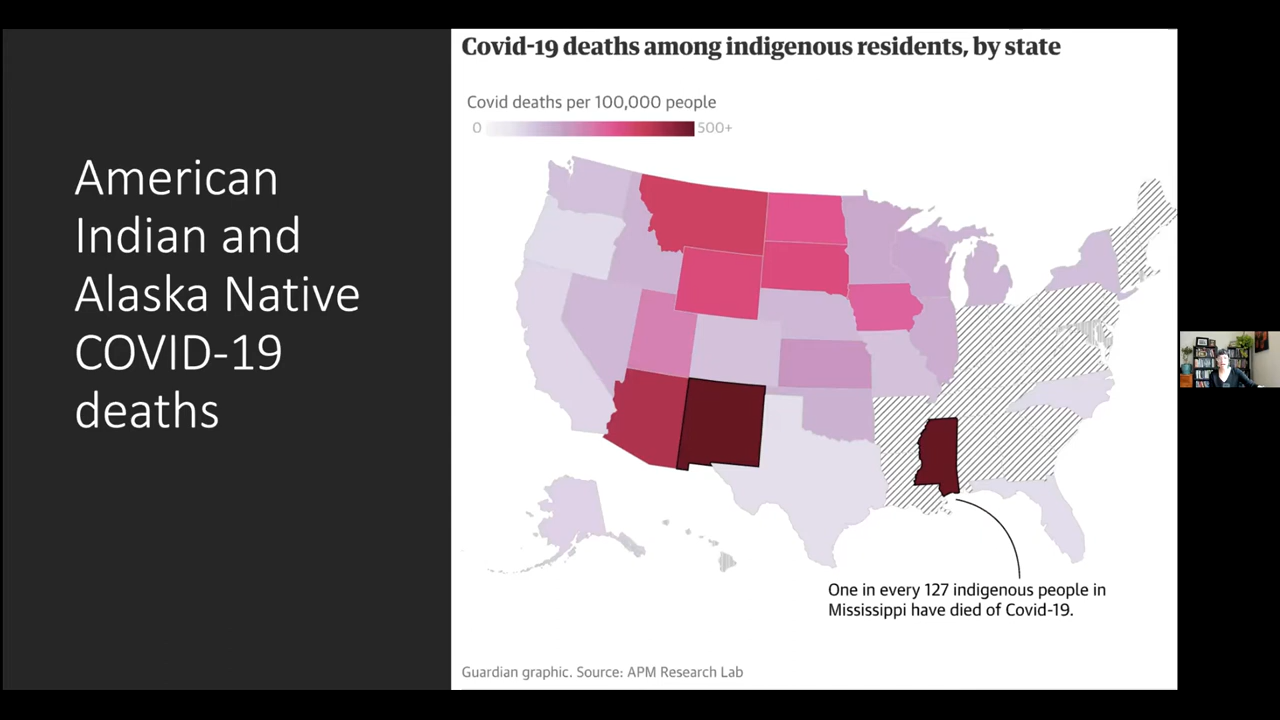 American
Indian and
Alaska Native
COVID-19
deaths
Covid-19 deaths among indigenous residents, by state
Covid deaths per 100,000 people
0 500+
One in every 127 indigenous people in
Mississippi have died of Covid-19.
Guardian graphic. Source: APM Research Lab